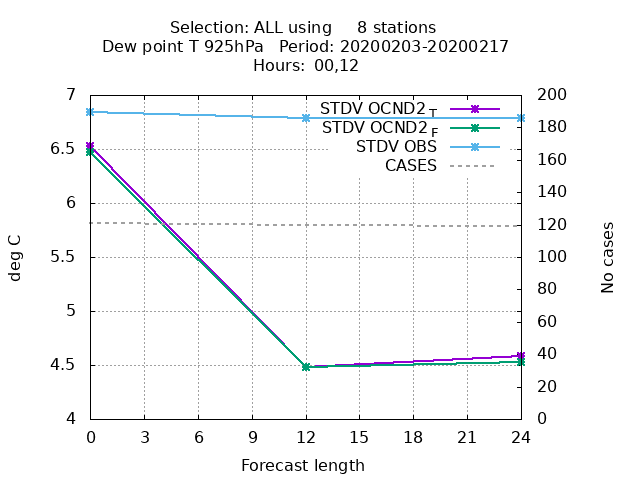 Selection: ALL using     8 stations
Dew point T 925hPa   Period: 20200203-20200217
Hours: 00,12
7
6.5
6
5.5
5
4.5
4
200
180
160
140
120
100
80
60
40
20
0
STDV OCND2 T
STDV OCND2 F
STDV OBS
CASES
deg C
No cases
0 3 6 9 12 15 18 21 24
Forecast length